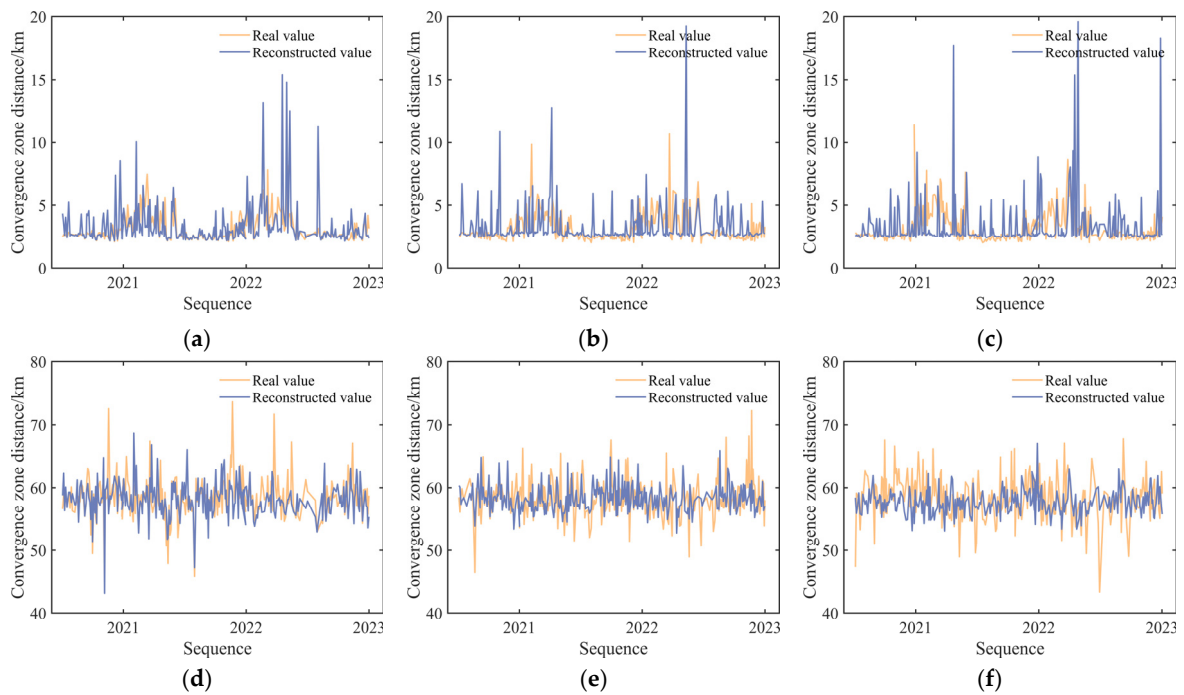 20
15
10
5
0
Convergence zone distance/km
Real value
Reconstructed value
2021 2022 2023
Sequence
(a)
20
15
10
5
0
Convergence zone distance/km
Real value
Reconstructed value
2021 2022 2023
Sequence
(b)
20
15
10
5
0
Convergence zone distance/km
Real value
Reconstructed value
2021 2022 2023
Sequence
(c)
80
70
60
50
40
Convergence zone distance/km
Real value
Reconstructed value
2021 2022 2023
Sequence
(d)
80
70
60
50
40
Convergence zone distance/km
Real value
Reconstructed value
2021 2022 2023
Sequence
(e)
80
70
60
50
40
Convergence zone distance/km
Real value
Reconstructed value
2021 2022 2023
Sequence
(f)